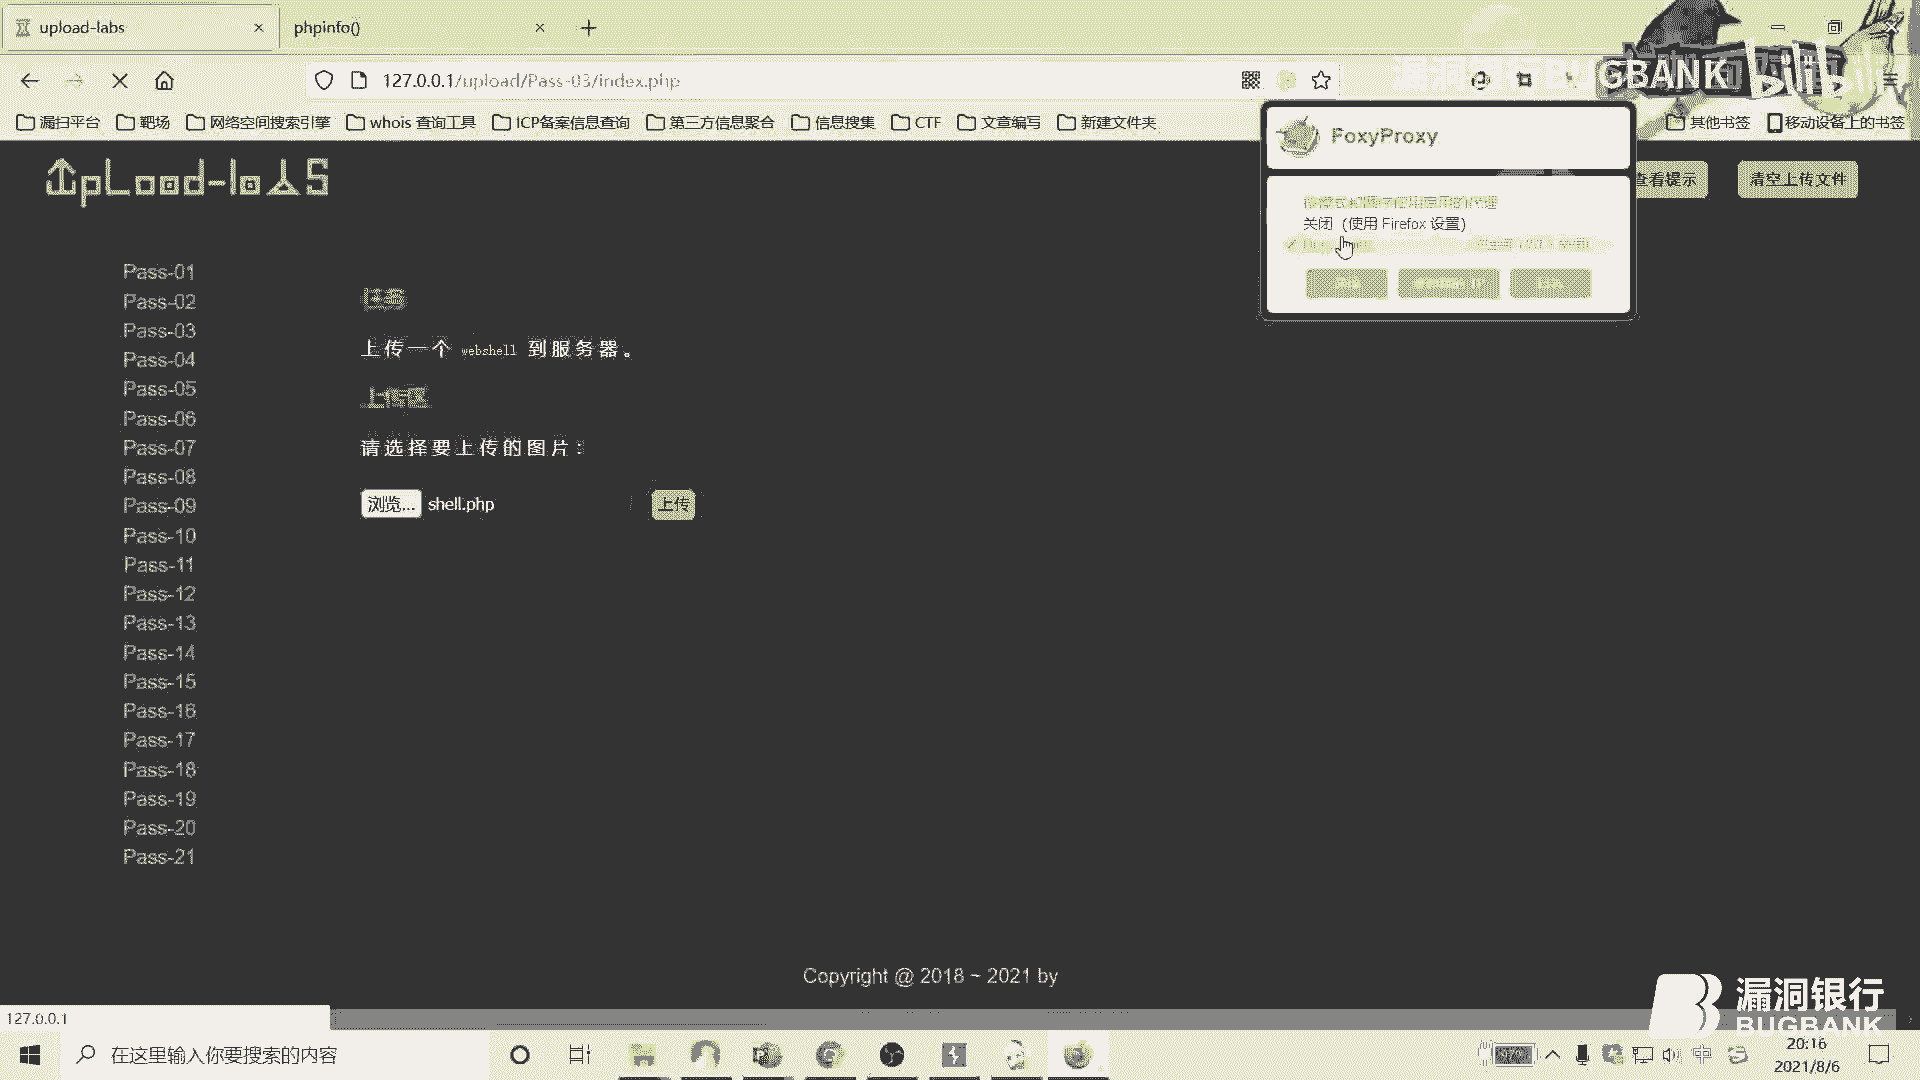 upload-labs
phpinfo()
127.0.0.1/upload/Pass-03/index.php
GBANK bilib
漏扫平台 靶场 网络空间搜索引擎 whois 查询工具 ICP备案信息查询 第三方信息聚合 信息搜集 CTF 文章编写 新建文件夹 其他书签 移动设备上的书签
FoxyProxy
UpLoad-labS
查看提示
清空上传文件
关闭 (使用 Firefox 设置)
Pass-01
Pass-02
Pass-03
Pass-04
Pass-05
Pass-06
Pass-07
Pass-08
Pass-09
Pass-10
Pass-11
Pass-12
Pass-13
Pass-14
Pass-15
Pass-16
Pass-17
Pass-18
Pass-19
Pass-20
Pass-21
任务
上传一个 webshell 到服务器。
上传区
请选择要上传的图片：
浏览... shell.php 上传
Copyright @ 2018 ~ 2021 by
127.0.0.1
漏洞银行
BUGBANK
在这里输入你要搜索的内容
97%
中
20:16
2021/8/6